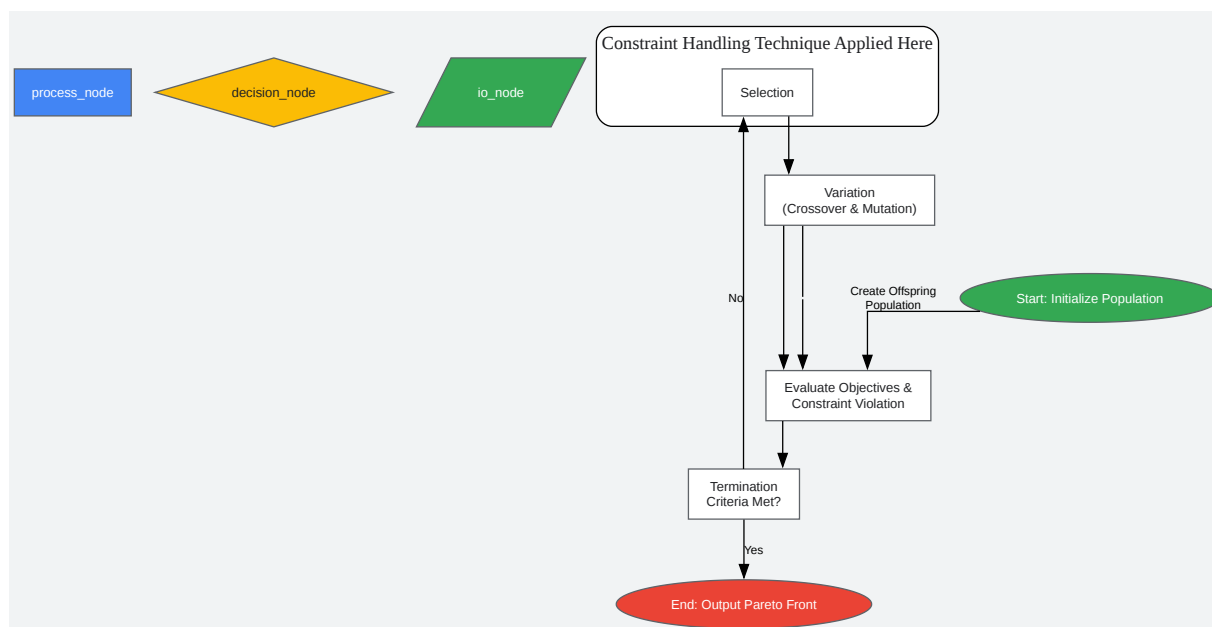 Constraint Handling Technique Applied Here
process_node
decision_node
io_node
Selection
Variation
(Crossover & Mutation)
No
Create Offspring
Population
Start: Initialize Population
Evaluate Objectives &
Constraint Violation
Termination
Criteria Met?
Yes
End: Output Pareto Front